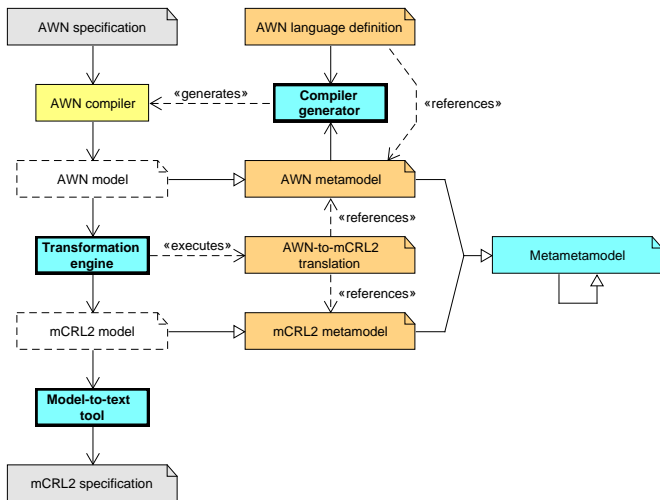 AWN specification
AWN language definition
AWN compiler
«generates»
Compiler
generator
«references»
AWN model
AWN metamodel
«references»
Transformation
engine
«executes»
AWN-to-mCRL2
translation
Metametamodel
«references»
mCRL2 model
mCRL2 metamodel
Model-to-text
tool
mCRL2 specification